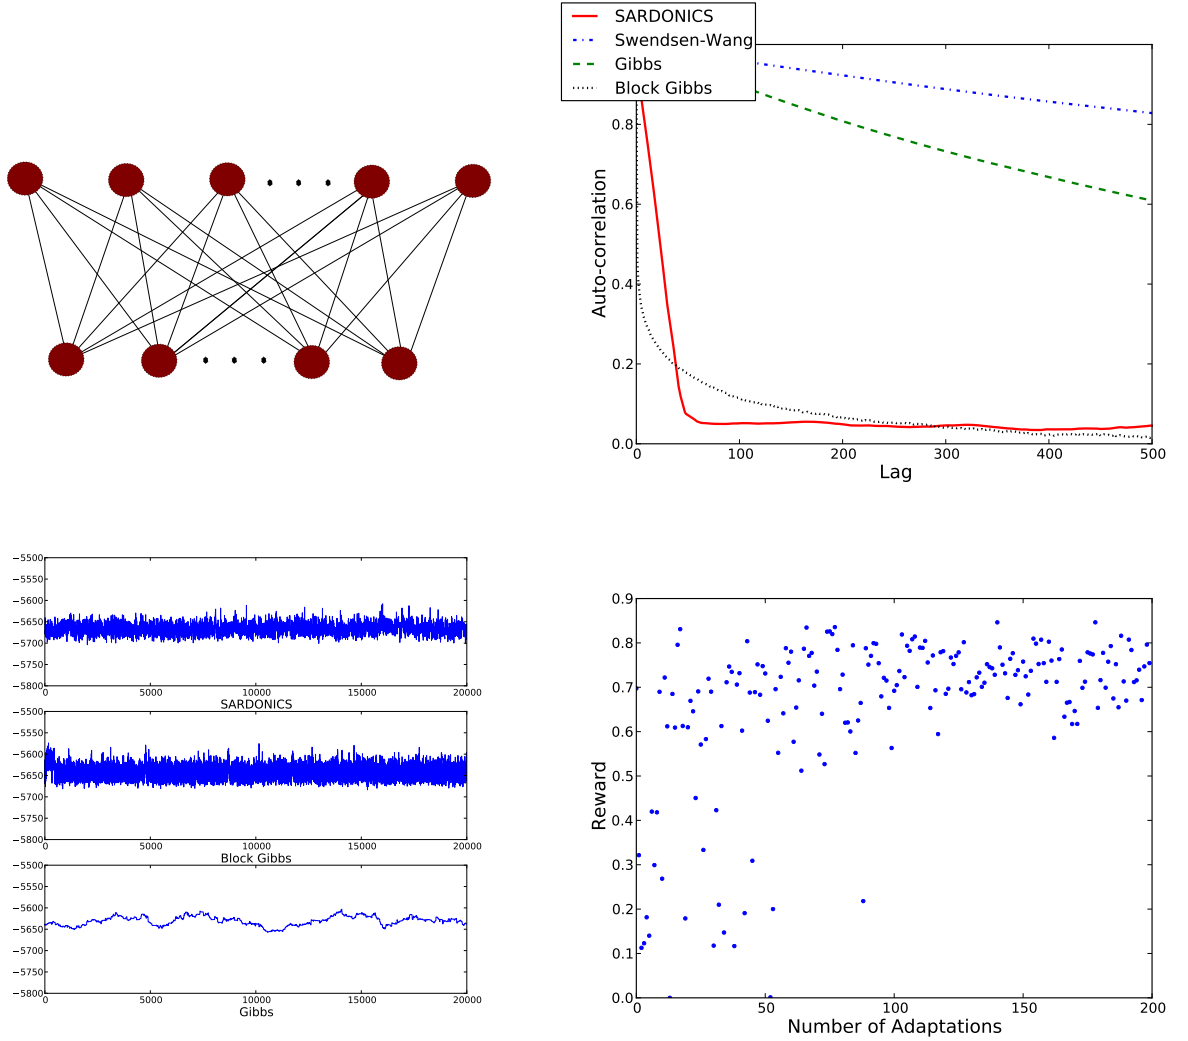 SARDONICS
Swendsen-Wang
Gibbs
Block Gibbs
0.8
0.6
0.4
0.2
0.0
Auto-correlation
0 100 200 300 400 500
Lag
−5500
−5550
−5600
−5650
−5700
−5750
−5800
0 5000 10000 15000 20000
SARDONICS
−5500
−5550
−5600
−5650
−5700
−5750
−5800
0 5000 10000 15000 20000
Block Gibbs
−5500
−5550
−5600
−5650
−5700
−5750
−5800
0 5000 10000 15000 20000
Gibbs
0.9
0.8
0.7
0.6
0.5
0.4
0.3
0.2
0.1
0.0
Reward
0 50 100 150 200
Number of Adaptations